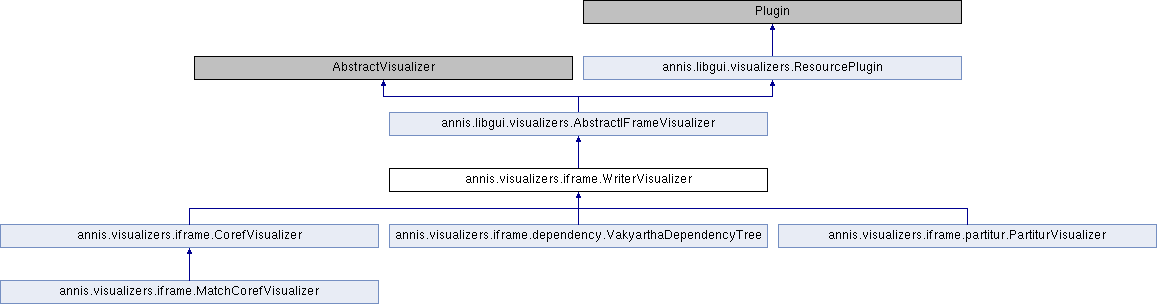 Plugin
AbstractVisualizer
annis.libgui.visualizers.ResourcePlugin
annis.libgui.visualizers.AbstractIFrameVisualizer
annis.visualizers.iframe.WriterVisualizer
annis.visualizers.iframe.CorefVisualizer
annis.visualizers.iframe.dependency.VakyarthaDependencyTree
annis.visualizers.iframe.partitur.PartiturVisualizer
annis.visualizers.iframe.MatchCorefVisualizer